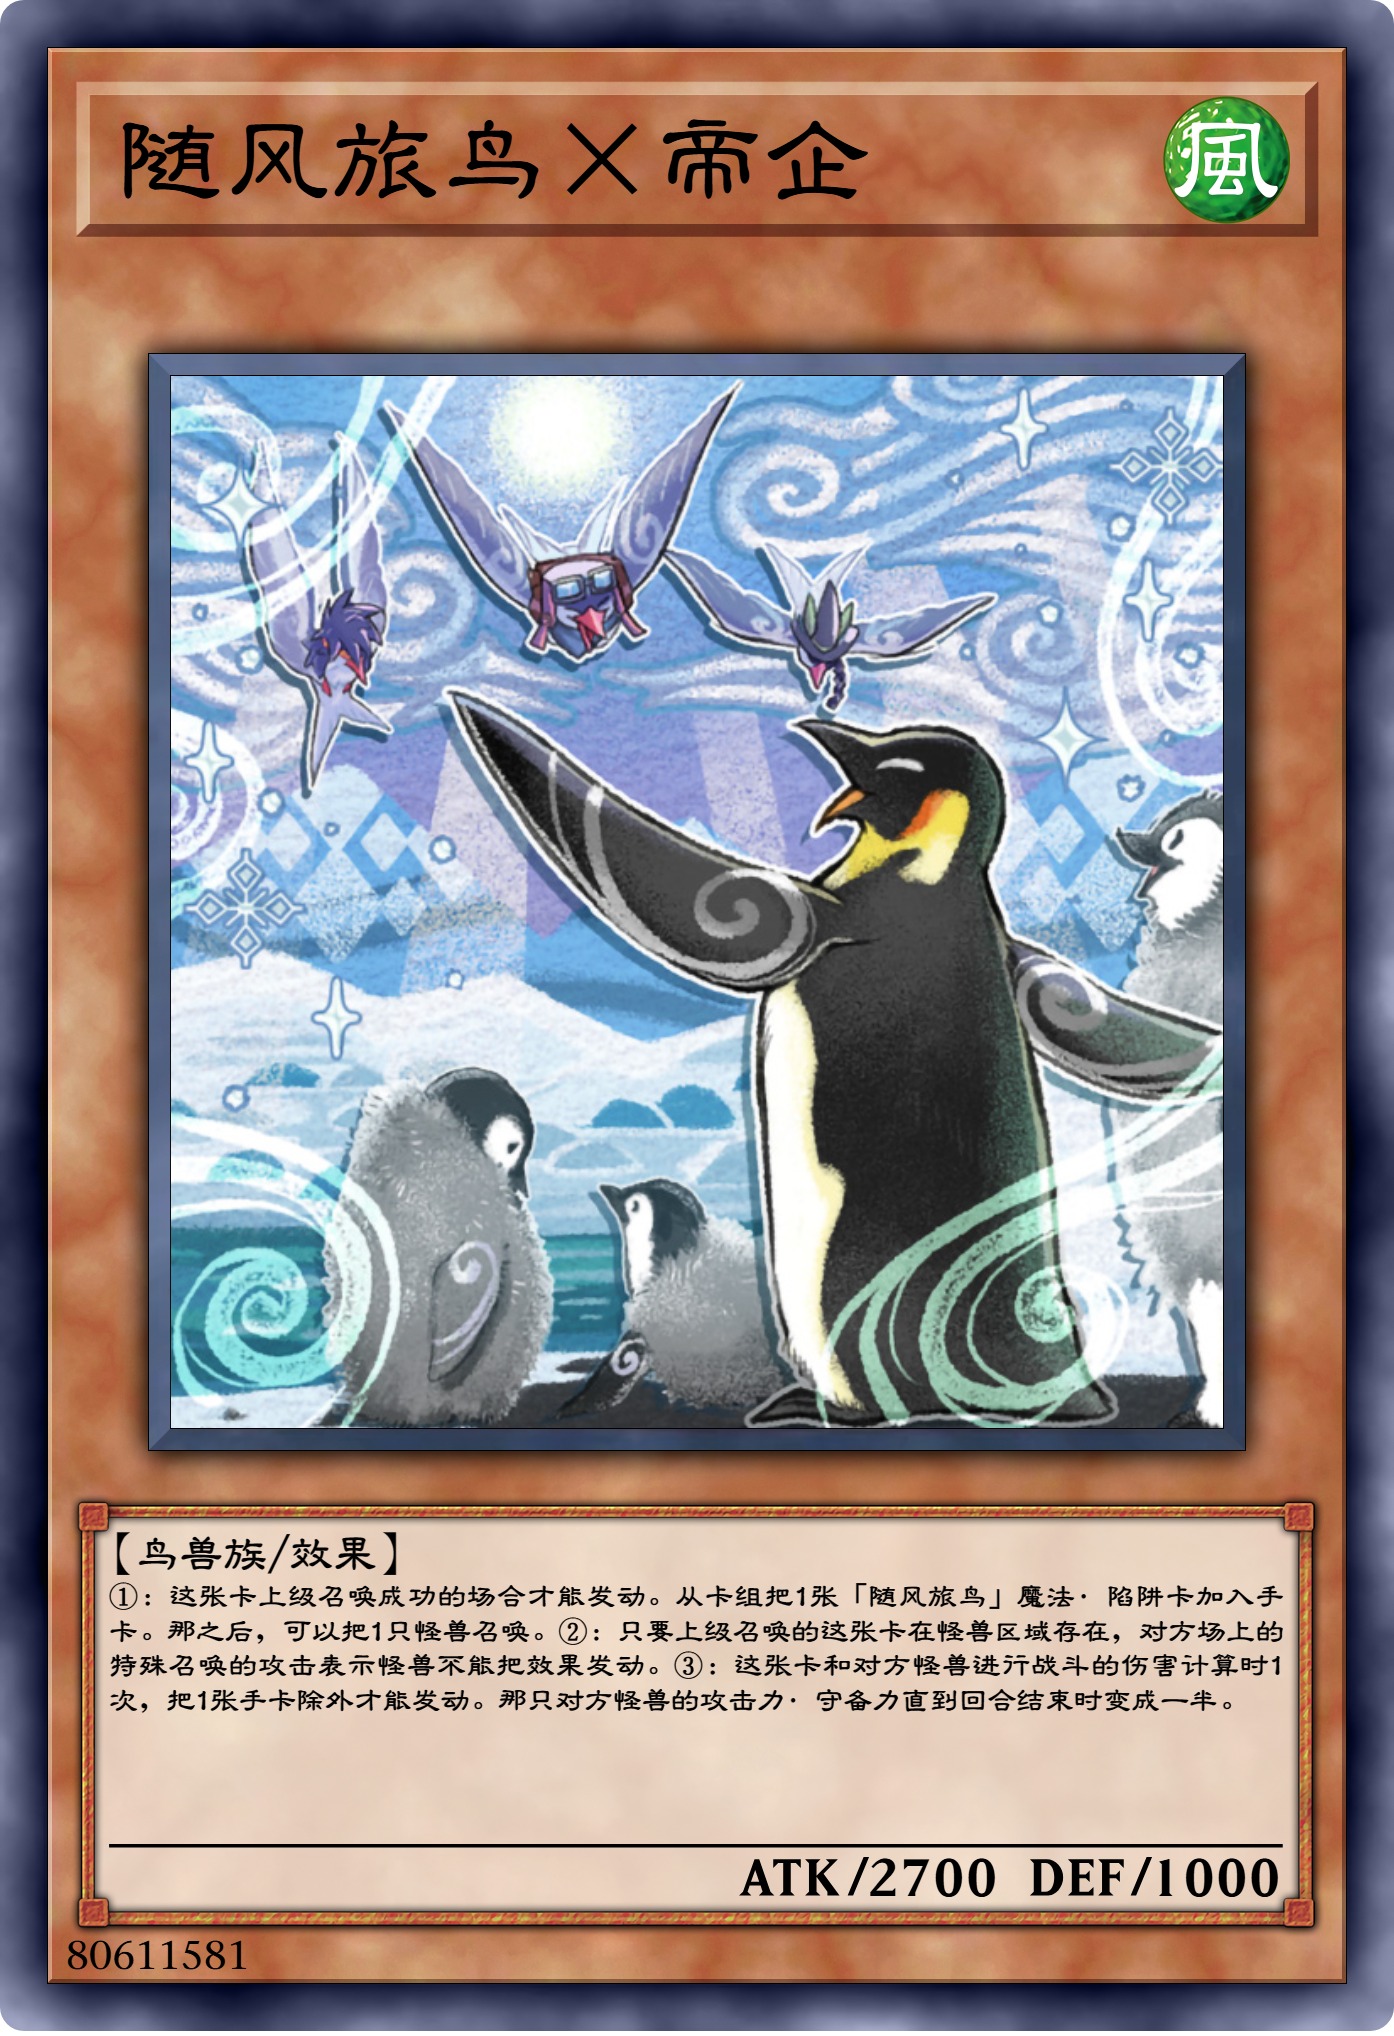 随风旅鸟×帝企
風
【鸟兽族/效果】
①：这张卡上级召唤成功的场合才能发动。从卡组把1张「随风旅鸟」魔法·陷阱卡加入手
卡。那之后，可以把1只怪兽召唤。②：只要上级召唤的这张卡在怪兽区域存在，对方场上的
特殊召唤的攻击表示怪兽不能把效果发动。③：这张卡和对方怪兽进行战斗的伤害计算时1
次，把1张手卡除外才能发动。那只对方怪兽的攻击力·守备力直到回合结束时变成一半。
ATK/2700 DEF/1000
80611581